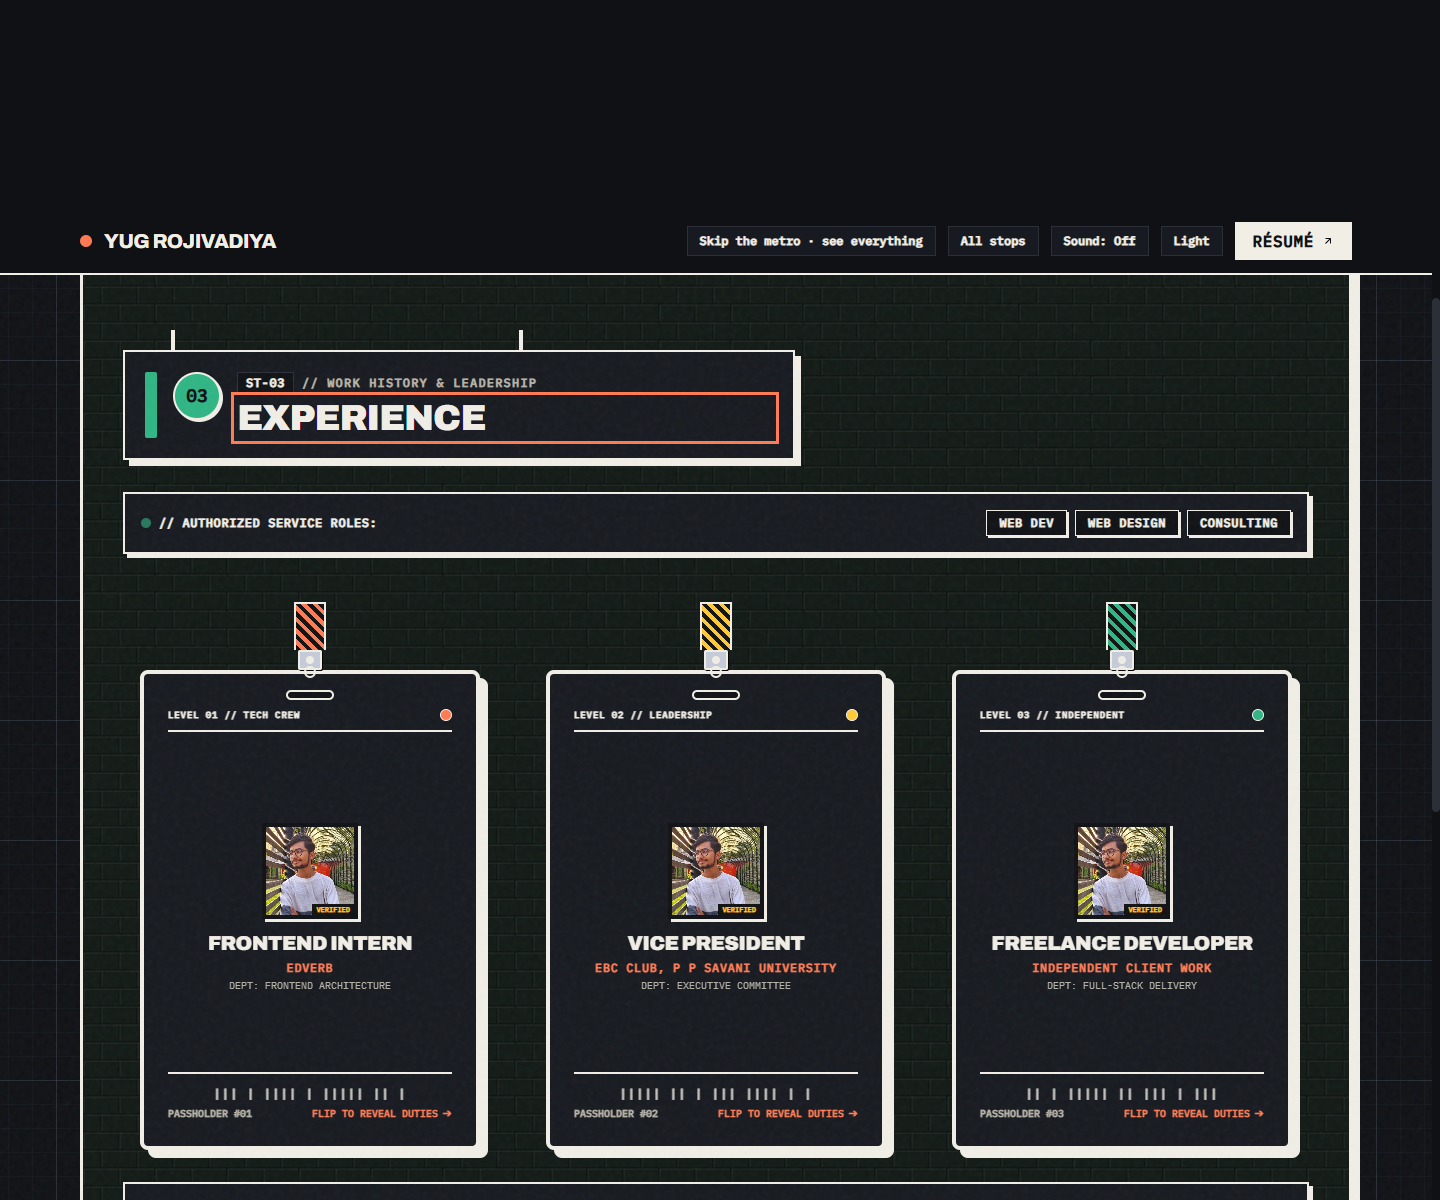 YUG ROJIVADIYA
Skip the metro · see everything
All stops
Sound: Off
Light
RÉSUMÉ ↗
03
ST-03 // WORK HISTORY & LEADERSHIP
EXPERIENCE
// AUTHORIZED SERVICE ROLES:
WEB DEV
WEB DESIGN
CONSULTING
LEVEL 01 // TECH CREW
VERIFIED
FRONTEND INTERN
EDVERB
DEPT: FRONTEND ARCHITECTURE
PASSHOLDER #01
FLIP TO REVEAL DUTIES →
LEVEL 02 // LEADERSHIP
VERIFIED
VICE PRESIDENT
EBC CLUB, P P SAVANI UNIVERSITY
DEPT: EXECUTIVE COMMITTEE
PASSHOLDER #02
FLIP TO REVEAL DUTIES →
LEVEL 03 // INDEPENDENT
VERIFIED
FREELANCE DEVELOPER
INDEPENDENT CLIENT WORK
DEPT: FULL-STACK DELIVERY
PASSHOLDER #03
FLIP TO REVEAL DUTIES →